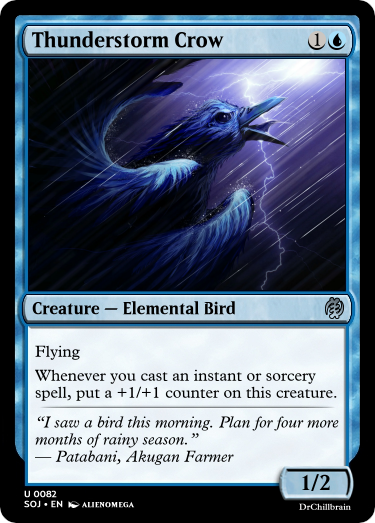 Thunderstorm Crow 1
Creature — Elemental Bird
Flying
Whenever you cast an instant or sorcery
spell, put a +1/+1 counter on this creature.
“I saw a bird this morning. Plan for four more
months of rainy season.”
— Patabani, Akugan Farmer
1/2
U 0082
SOJ • EN ALIENOMEGA
DrChillbrain